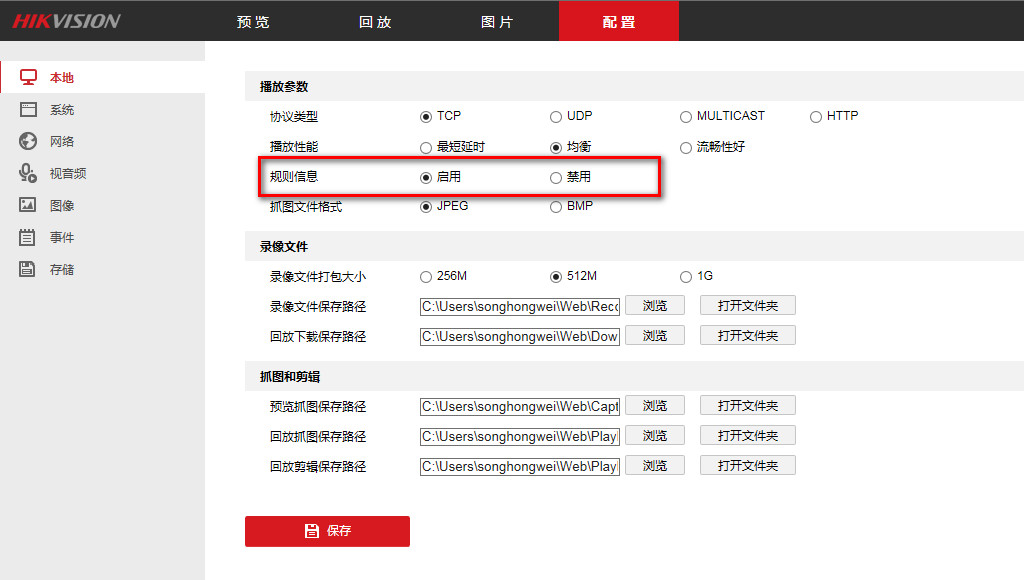 HIKVISION 预览 回放 图片 配置
本地
系统
网络
视音频
图像
事件
存储
播放参数
协议类型 TCP UDP MULTICAST HTTP
播放性能 最短延时 均衡 流畅性好
规则信息 启用 禁用
抓图文件格式 JPEG BMP
录像文件
录像文件打包大小 256M 512M 1G
录像文件保存路径 C:\Users\songhongwei\Web\Reco 浏览 打开文件夹
回放下载保存路径 C:\Users\songhongwei\Web\Dow 浏览 打开文件夹
抓图和剪辑
预览抓图保存路径 C:\Users\songhongwei\Web\Capt 浏览 打开文件夹
回放抓图保存路径 C:\Users\songhongwei\Web\Play 浏览 打开文件夹
回放剪辑保存路径 C:\Users\songhongwei\Web\Play 浏览 打开文件夹
保存